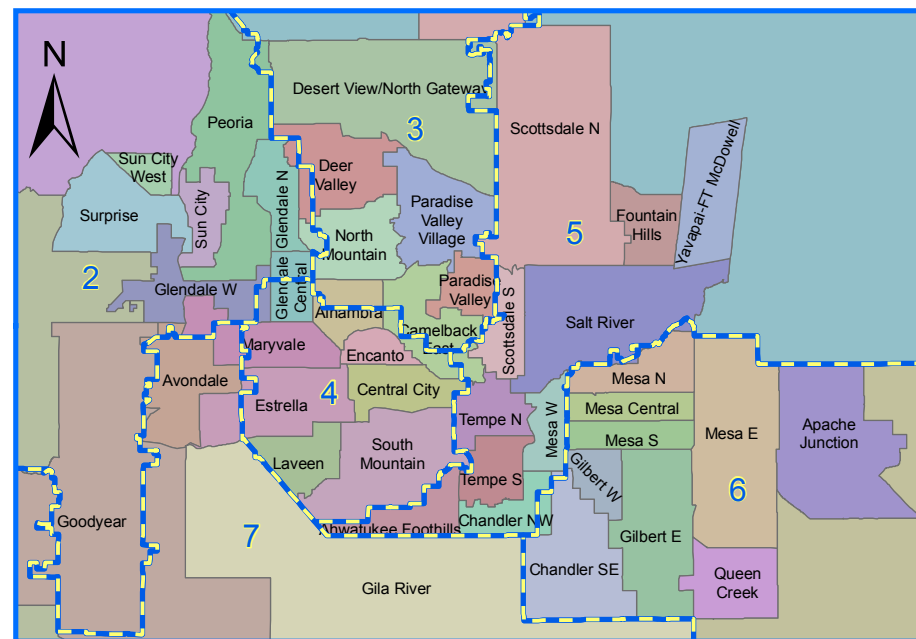 N
Desert View/North Gateway
3
Peoria
Scottsdale N
Yavapai-FT McDowell
Sun City
West
Deer
Valley
Glendale N
Surprise
Sun City
Paradise
Valley
Village
North
Mountain
5
Fountain
Hills
2
Glendale W
Glendale
Central
Paradise
Valley
Scottsdale S
Alhambra
Salt River
Camelback
East
Maryvale
Encanto
Avondale
4
Central City
Mesa N
Estrella
Mesa Central
Tempe N
Mesa W
Mesa S
Mesa E
Apache
Junction
South
Mountain
Laveen
Tempe S
Gilbert W
6
Goodyear
7
Ahwatukee Foothills
Chandler NW
Gilbert E
Chandler SE
Queen
Creek
Gila River